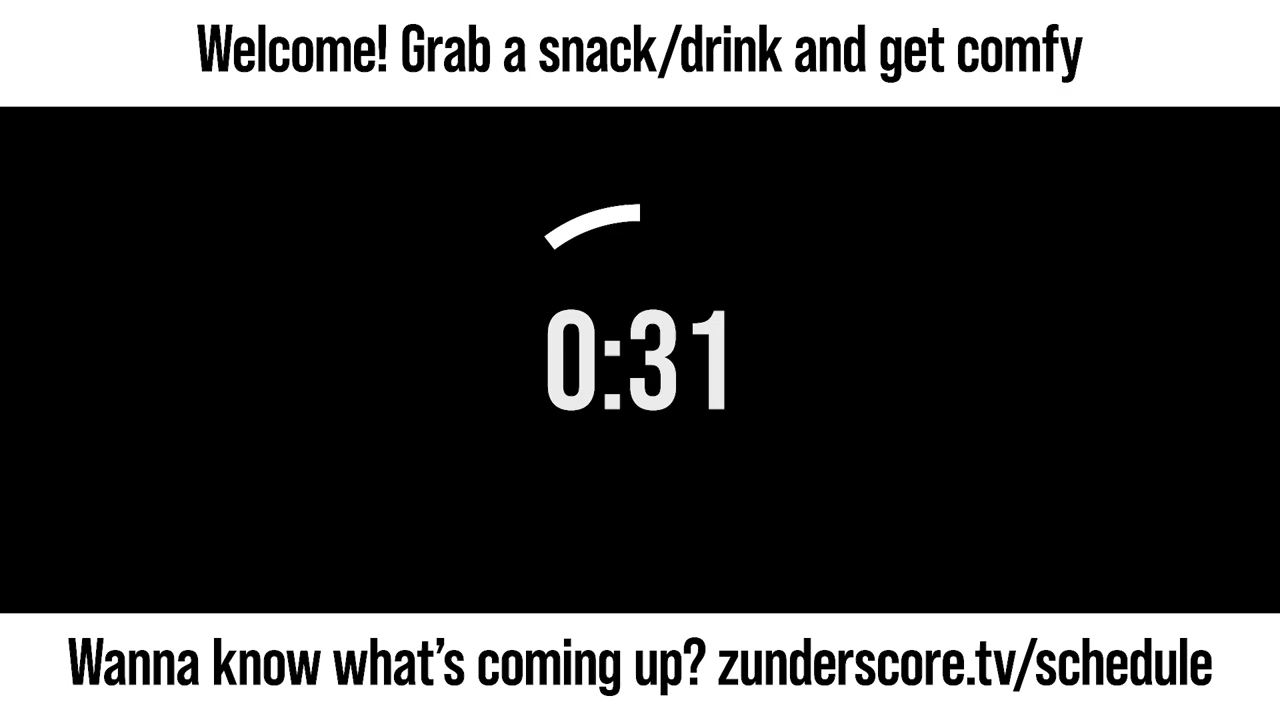 Welcome! Grab a snack/drink and get comfy
0:31
Wanna know what’s coming up? zunderscore.tv/schedule